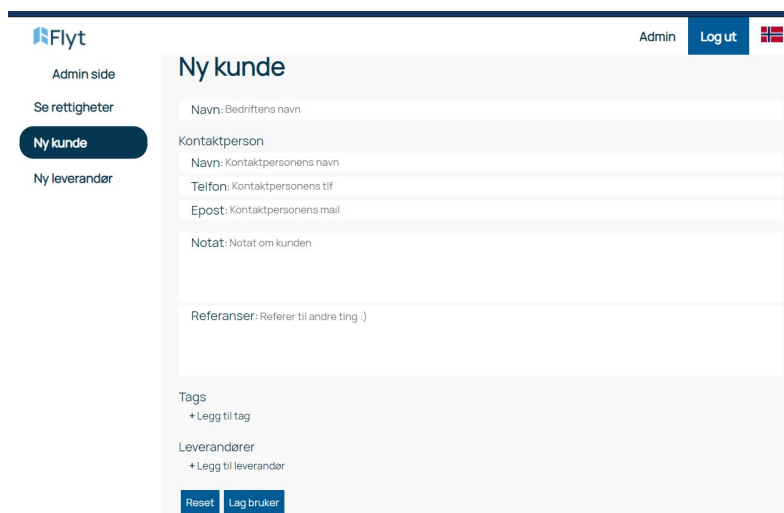 Flyt
Admin
Log ut
Admin side
Se rettigheter
Ny kunde
Ny leverandør
Ny kunde
Navn: Bedriftens navn
Kontaktperson
Navn: Kontaktpersonens navn
Telfon: Kontaktpersonens tlf
Epost: Kontaktpersonens mail
Notat: Notat om kunden
Referanser: Referer til andre ting :)
Tags
+ Legg til tag
Leverandører
+ Legg til leverandør
Reset
Lag bruker